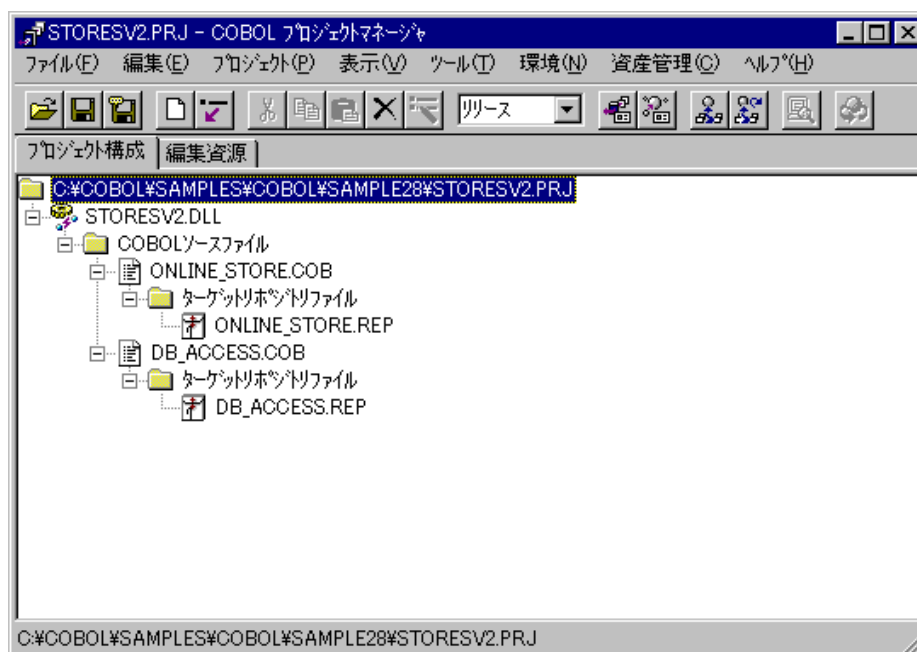 STORESV2.PRJ - COBOL ﾌﾟﾛｼﾞｪｸﾄﾏﾈｰｼﾞｬ
ﾌｧｲﾙ(F) 編集(E) ﾌﾟﾛｼﾞｪｸﾄ(P) 表示(V) ﾂｰﾙ(T) 環境(N) 資産管理(C) ﾍﾙﾌﾟ(H)
ﾘﾘｰｽ
ﾌﾟﾛｼﾞｪｸﾄ構成 編集資源
C:¥COBOL¥SAMPLES¥COBOL¥SAMPLE28¥STORESV2.PRJ
STORESV2.DLL
COBOLｿｰｽﾌｧｲﾙ
ONLINE_STORE.COB
ﾀｰｹﾞｯﾄﾘﾎﾟｼﾞﾄﾘﾌｧｲﾙ
ONLINE_STORE.REP
DB_ACCESS.COB
ﾀｰｹﾞｯﾄﾘﾎﾟｼﾞﾄﾘﾌｧｲﾙ
DB_ACCESS.REP
C:¥COBOL¥SAMPLES¥COBOL¥SAMPLE28¥STORESV2.PRJ